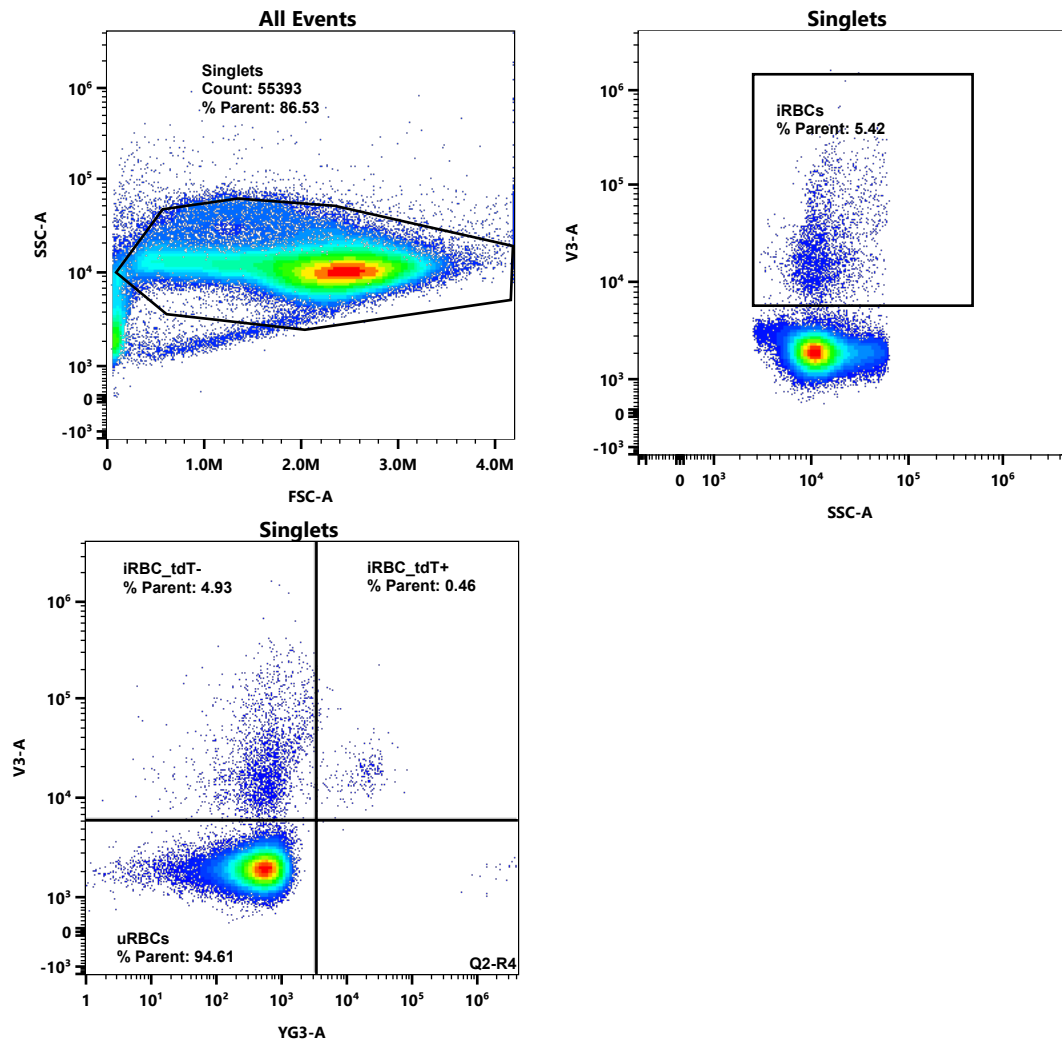 All Events
Singlets
Count: 55393
% Parent: 86.53
SSC-A
10⁶
10⁵
10⁴
10³
0
-10³
0
1.0M
2.0M
3.0M
4.0M
FSC-A
Singlets
iRBCs
% Parent: 5.42
V3-A
10⁶
10⁵
10⁴
10³
0
-10³
0
10³
10⁴
10⁵
10⁶
SSC-A
Singlets
iRBC_tdT-
% Parent: 4.93
iRBC_tdT+
% Parent: 0.46
V3-A
10⁶
10⁵
10⁴
10³
0
-10³
uRBCs
% Parent: 94.61
Q2-R4
1
10¹
10²
10³
10⁴
10⁵
10⁶
YG3-A